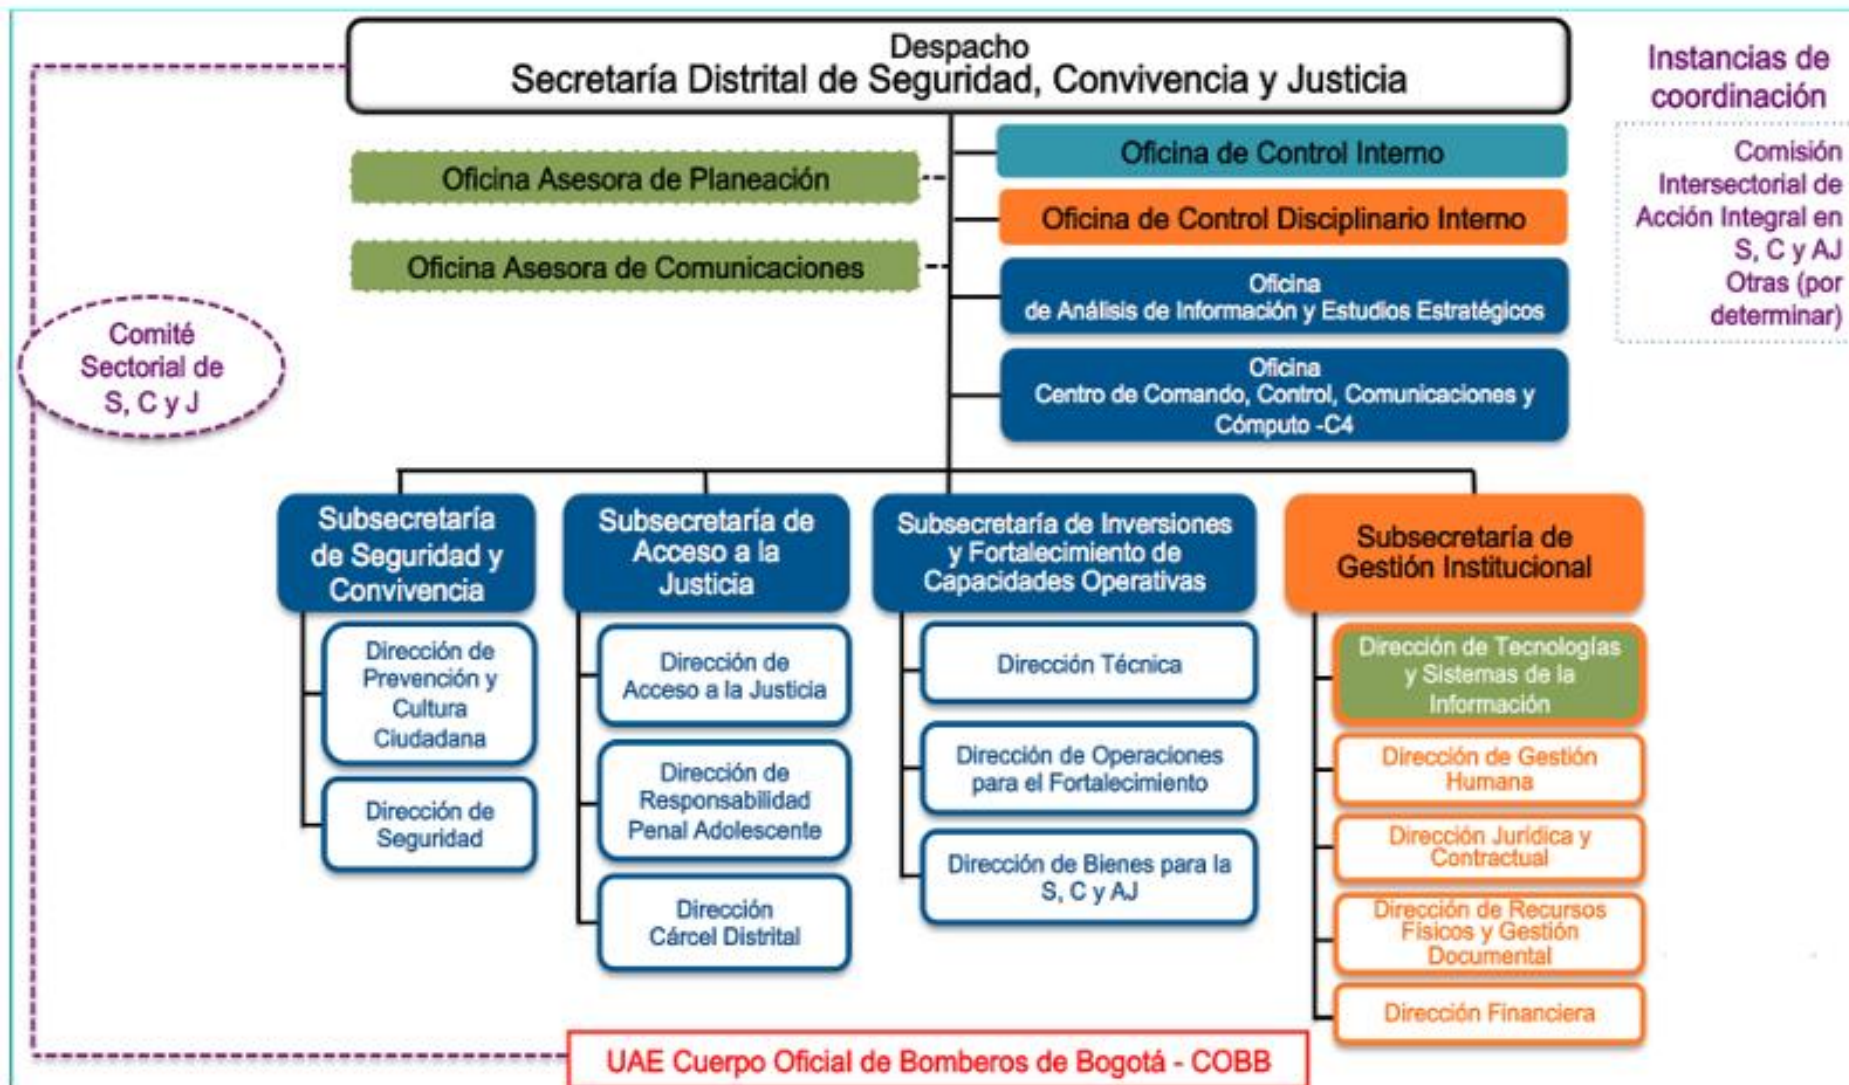 Despacho
Secretaría Distrital de Seguridad, Convivencia y Justicia
Instancias de
coordinación
Comisión
Intersectorial de
Acción Integral en
S, C y AJ
Otras (por
determinar)
Oficina Asesora de Planeación
Oficina Asesora de Comunicaciones
Oficina de Control Interno
Oficina de Control Disciplinario Interno
Oficina
de Análisis de Información y Estudios Estratégicos
Oficina
Centro de Comando, Control, Comunicaciones y
Cómputo -C4
Comité
Sectorial de
S, C y J
Subsecretaría
de Seguridad y
Convivencia
Dirección de
Prevención y
Cultura
Ciudadana
Dirección de
Seguridad
Subsecretaría de
Acceso a la
Justicia
Dirección de
Acceso a la Justicia
Dirección de
Responsabilidad
Penal Adolescente
Dirección
Cárcel Distrital
Subsecretaría de Inversiones
y Fortalecimiento de
Capacidades Operativas
Dirección Técnica
Dirección de Operaciones
para el Fortalecimiento
Dirección de Bienes para la
S, C y AJ
Subsecretaría de
Gestión Institucional
Dirección de Tecnologías
y Sistemas de la
Información
Dirección de Gestión
Humana
Dirección Jurídica y
Contractual
Dirección de Recursos
Físicos y Gestión
Documental
Dirección Financiera
UAE Cuerpo Oficial de Bomberos de Bogotá - COBB